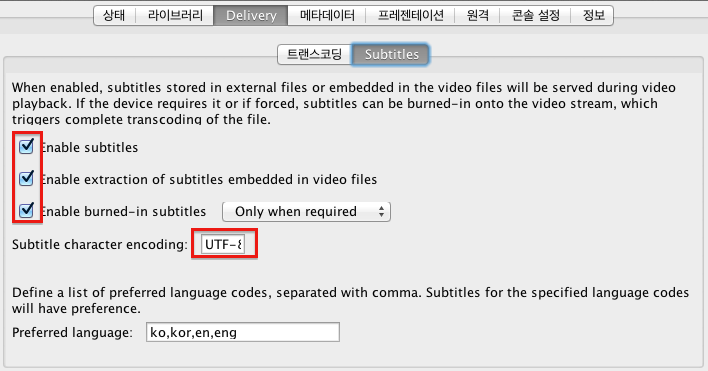 상태 라이브러리 Delivery 메타데이터 프레젠테이션 원격 콘솔 설정 정보
트랜스코딩 Subtitles
When enabled, subtitles stored in external files or embedded in the video files will be served during video
playback. If the device requires it or if forced, subtitles can be burned-in onto the video stream, which
triggers complete transcoding of the file.
Enable subtitles
Enable extraction of subtitles embedded in video files
Enable burned-in subtitles Only when required
Subtitle character encoding: UTF-8
Define a list of preferred language codes, separated with comma. Subtitles for the specified language codes
will have preference.
Preferred language: ko,kor,en,eng